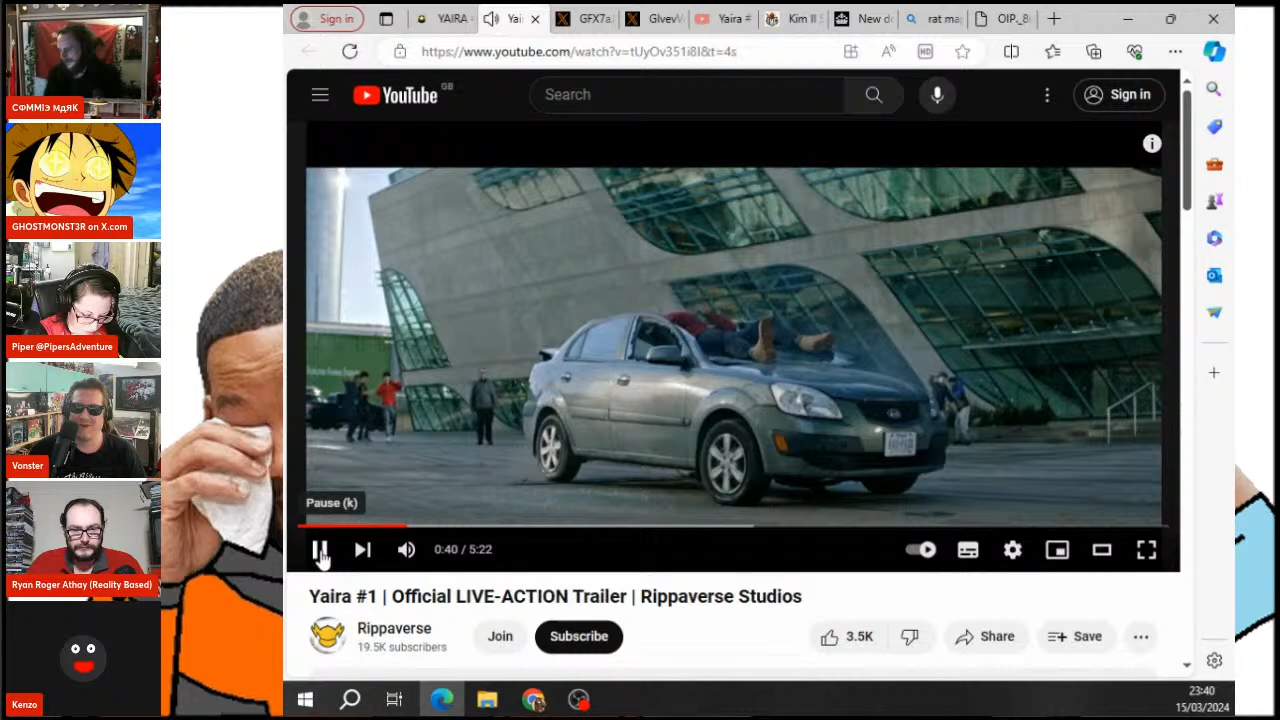 СФММІЭ МДЯК
GHOSTMONST3R on X.com
Piper @PipersAdventure
Vonster
Ryan Roger Athay (Reality Based)
Kenzo
Sign in
YAIRA
Yai
GFX7a
GIvevV
Yaira #
Kim Il S
New d
rat ma
OIP_8
https://www.youtube.com/watch?v=tUyOv351i8I&t=4s
YouTube GB
Search
Sign in
Pause (k)
0:40 / 5:22
Yaira #1 | Official LIVE-ACTION Trailer | Rippaverse Studios
Rippaverse
19.5K subscribers
Join
Subscribe
3.5K
Share
Save
23:40
15/03/2024